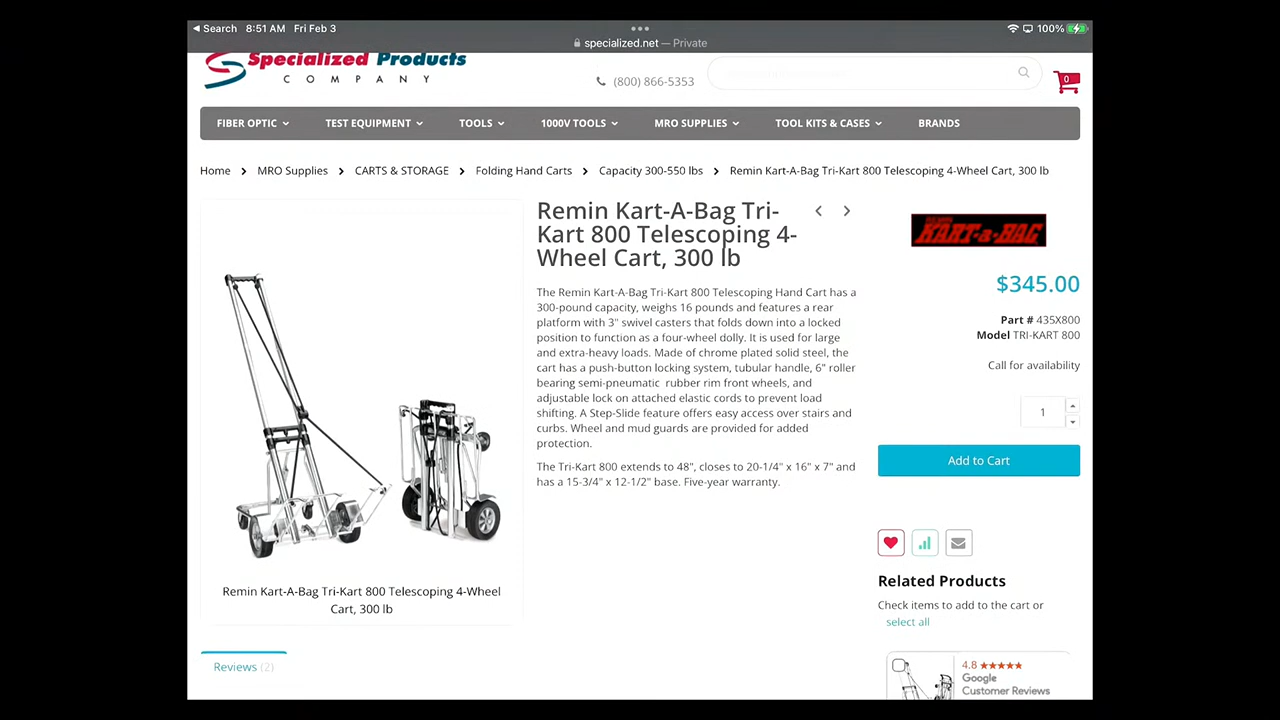 Search 8:51 AM Fri Feb 3
100%
specialized.net — Private
Specialized Products
COMPANY
(800) 866-5353
0
FIBER OPTIC TEST EQUIPMENT TOOLS 1000V TOOLS MRO SUPPLIES TOOL KITS & CASES BRANDS
Home > MRO Supplies > CARTS & STORAGE > Folding Hand Carts > Capacity 300-550 lbs > Remin Kart-A-Bag Tri-Kart 800 Telescoping 4-Wheel Cart, 300 lb
Remin Kart-A-Bag Tri-
Kart 800 Telescoping 4-
Wheel Cart, 300 lb
The Remin Kart-A-Bag Tri-Kart 800 Telescoping Hand Cart has a
300-pound capacity, weighs 16 pounds and features a rear
platform with 3" swivel casters that folds down into a locked
position to function as a four-wheel dolly. It is used for large
and extra-heavy loads. Made of chrome plated solid steel, the
cart has a push-button locking system, tubular handle, 6" roller
bearing semi-pneumatic rubber rim front wheels, and
adjustable lock on attached elastic cords to prevent load
shifting. A Step-Slide feature offers easy access over stairs and
curbs. Wheel and mud guards are provided for added
protection.
The Tri-Kart 800 extends to 48", closes to 20-1/4" x 16" x 7" and
has a 15-3/4" x 12-1/2" base. Five-year warranty.
Remin Kart-A-Bag Tri-Kart 800 Telescoping 4-Wheel
Cart, 300 lb
Reviews (2)
KART-a-BAG
$345.00
Part # 435X800
Model TRI-KART 800
Call for availability
1
Add to Cart
Related Products
Check items to add to the cart or
select all
4.8 ★★★★★
Google
Customer Reviews